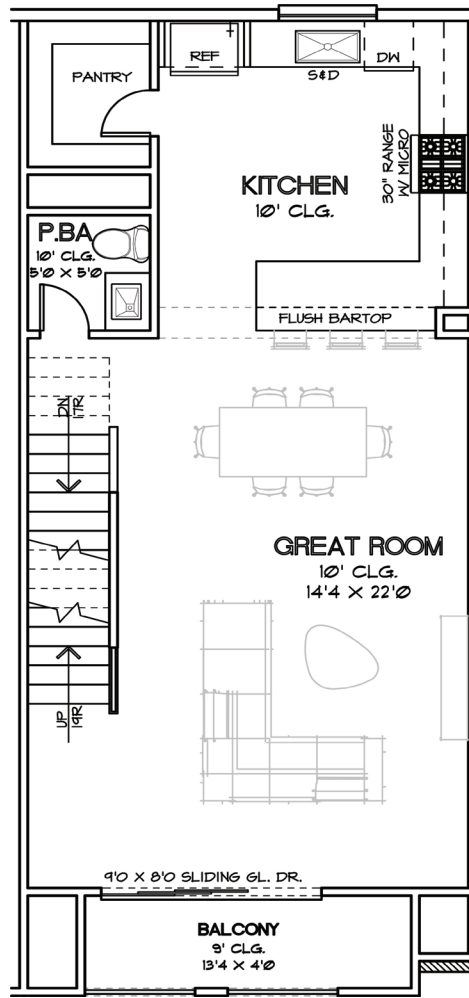 PANTRY
REF
S&D
DW
30" RANGE
W/ MICRO
KITCHEN
10' CLG.
P.BA
10' CLG.
5'0 X 5'0
FLUSH BARTOP
DN
17R
GREAT ROOM
10' CLG.
14'4 X 22'0
UP
19R
9'0 X 8'0 SLIDING GL. DR.
BALCONY
9' CLG.
13'4 X 4'0